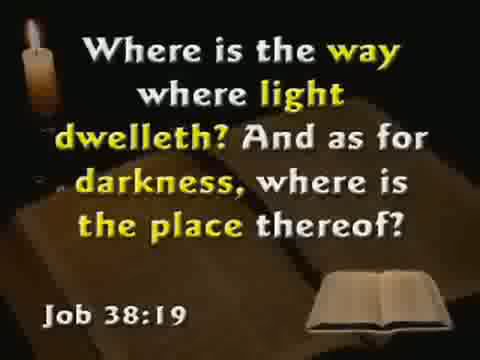 Where is the way
where light
dwelleth? And as for
darkness, where is
the place thereof?
Job 38:19